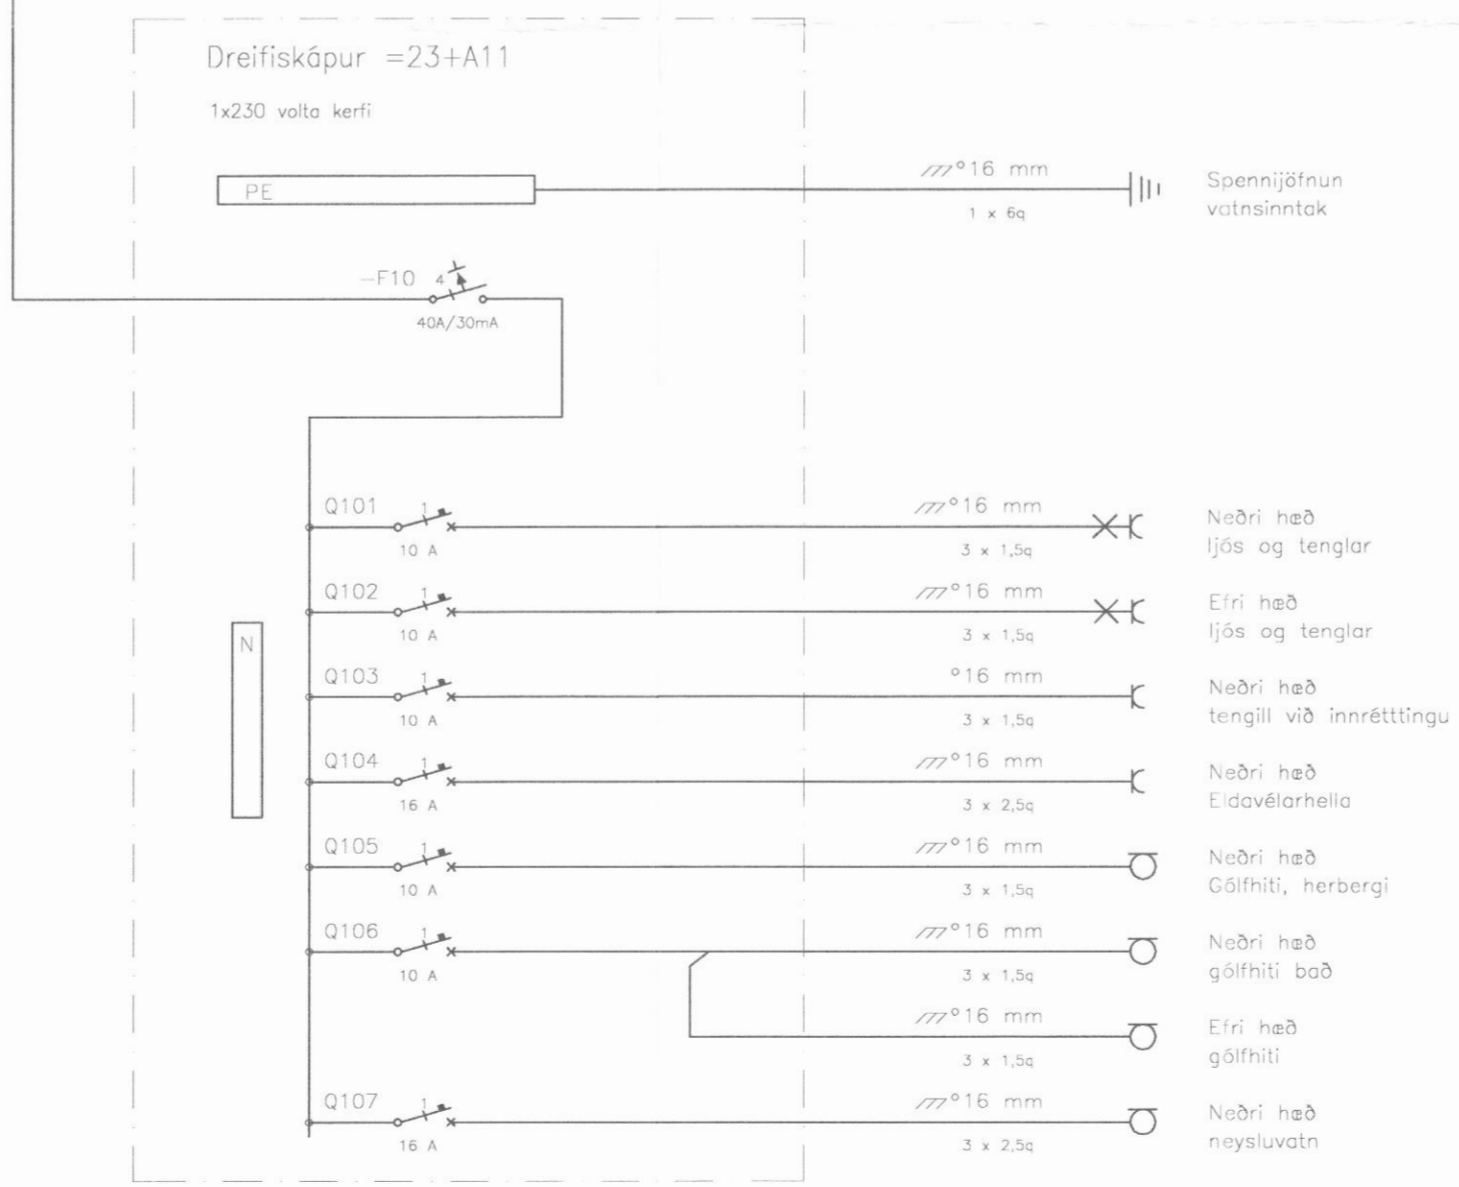 Dreifiskápur =23+A11
1x230 volta kerfi
PE
°16 mm
1 x 6q
Spennijöfnun
vatnsinntak
-F10 4
40A/30mA
N
Q101 1
10 A
°16 mm
3 x 1,5q
Neðri hæð
ljós og tenglar
Q102 1
10 A
°16 mm
3 x 1,5q
Efri hæð
ljós og tenglar
Q103 1
10 A
°16 mm
3 x 1,5q
Neðri hæð
tengill við innrétttingu
Q104 1
16 A
°16 mm
3 x 2,5q
Neðri hæð
Eldavélarhella
Q105 1
10 A
°16 mm
3 x 1,5q
Neðri hæð
Gólfhiti, herbergi
Q106 1
10 A
°16 mm
3 x 1,5q
Neðri hæð
gólfhiti bað
°16 mm
3 x 1,5q
Efri hæð
gólfhiti
Q107 1
16 A
°16 mm
3 x 2,5q
Neðri hæð
neysluvatn